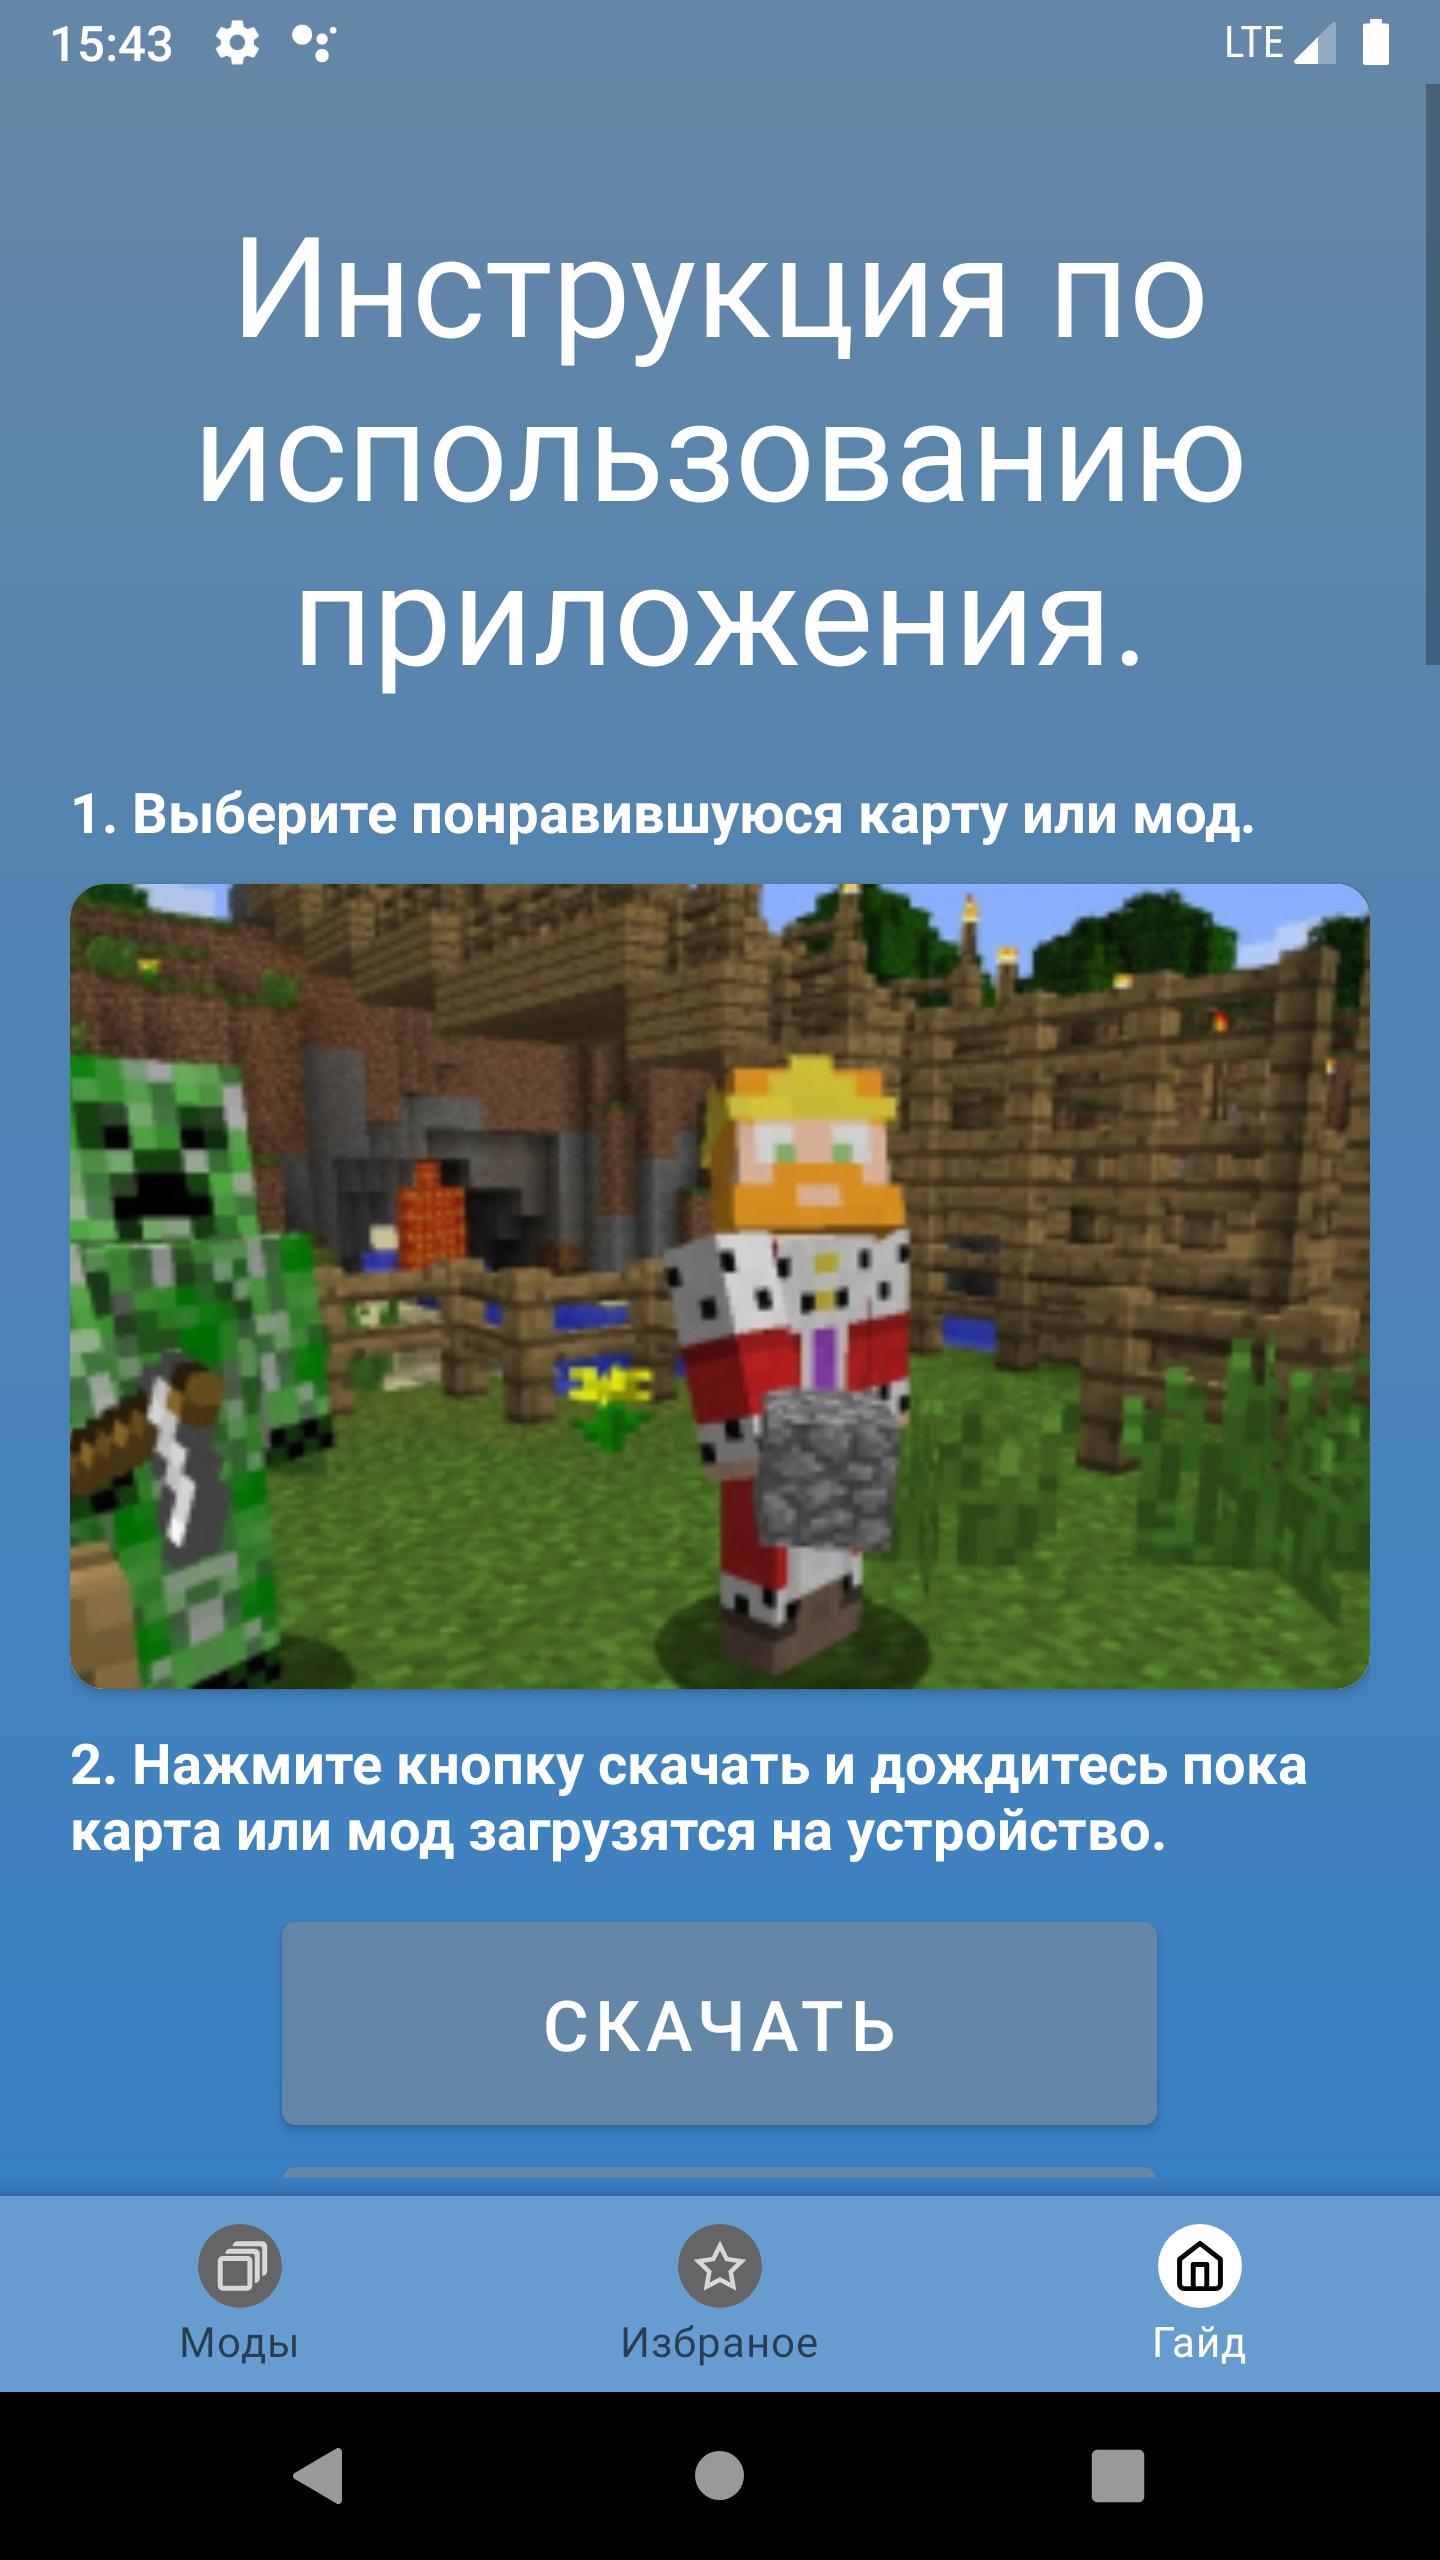 15:43
LTE
Инструкция по
использованию
приложения.
1. Выберите понравившуюся карту или мод.
2. Нажмите кнопку скачать и дождитесь пока
карта или мод загрузятся на устройство.
СКАЧАТЬ
Моды
Избраное
Гайд